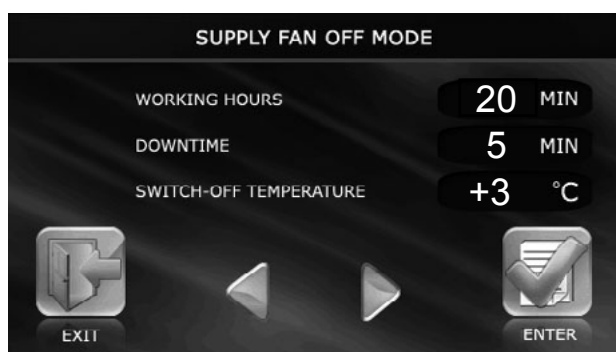 SUPPLY FAN OFF MODE
WORKING HOURS 20 MIN
DOWNTIME 5 MIN
SWITCH-OFF TEMPERATURE +3 °C
EXIT ENTER